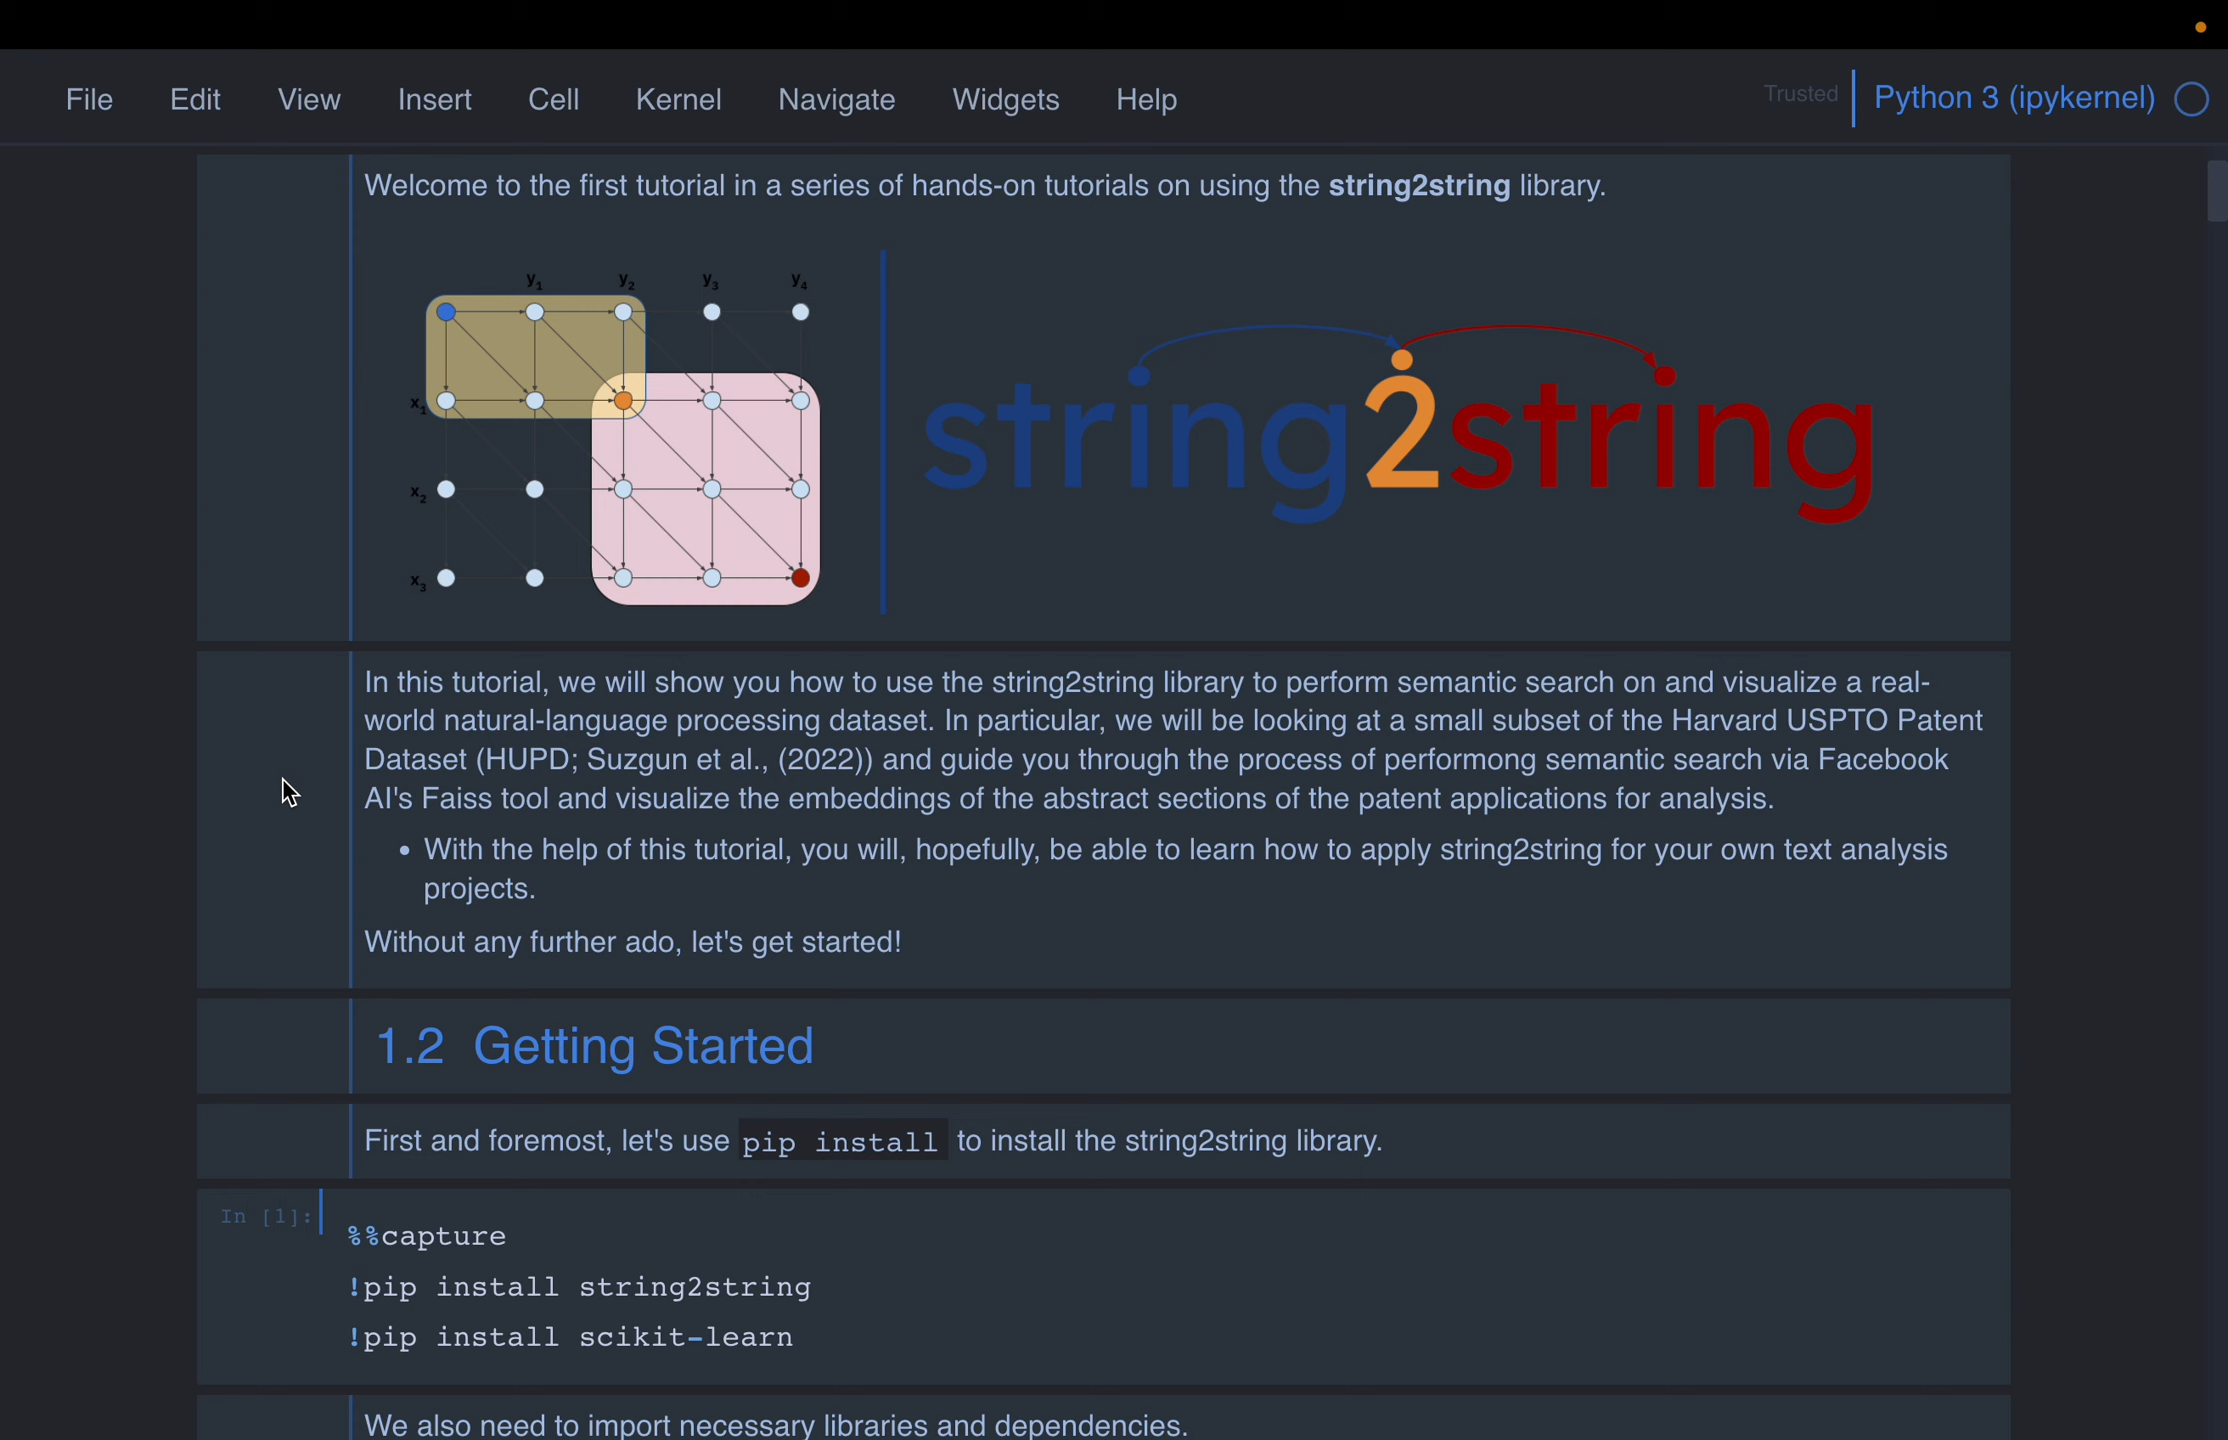 File Edit View Insert Cell Kernel Navigate Widgets Help Trusted Python 3 (ipykernel)
Welcome to the first tutorial in a series of hands-on tutorials on using the string2string library.
y1 y2 y3 y4
x1
x2
x3
string2string
In this tutorial, we will show you how to use the string2string library to perform semantic search on and visualize a real-
world natural-language processing dataset. In particular, we will be looking at a small subset of the Harvard USPTO Patent
Dataset (HUPD; Suzgun et al., (2022)) and guide you through the process of performong semantic search via Facebook
AI's Faiss tool and visualize the embeddings of the abstract sections of the patent applications for analysis.
• With the help of this tutorial, you will, hopefully, be able to learn how to apply string2string for your own text analysis
projects.
Without any further ado, let's get started!
1.2 Getting Started
First and foremost, let's use pip install to install the string2string library.
In [1]:
%%capture
!pip install string2string
!pip install scikit-learn
We also need to import necessary libraries and dependencies.